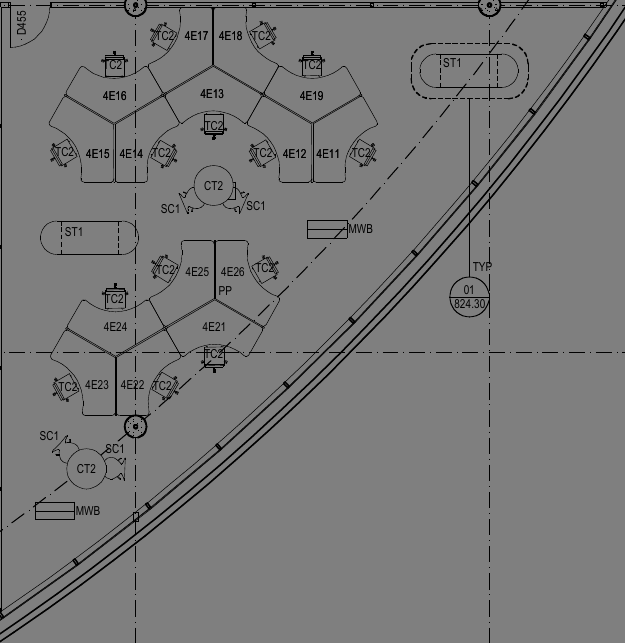 D455
TC2
4E17
4E18
TC2
ST1
TC2
TC2
4E16
4E13
4E19
TC2
TC2
4E15
4E14
TC2
TC2
4E12
4E11
TC2
CT2
SC1
SC1
MWB
ST1
TC2
4E25
4E26
TC2
TYP
PP
01
824.30
TC2
4E24
4E21
TC2
TC2
4E23
4E22
TC2
SC1
SC1
CT2
MWB